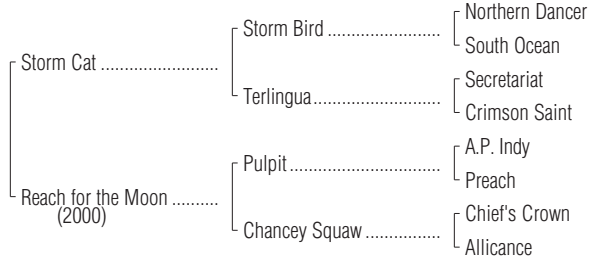 Northern Dancer
Storm Bird ........................
South Ocean
Storm Cat ........................
Secretariat
Terlingua..........................
Crimson Saint
A.P. Indy
Pulpit...............................
Preach
Reach for the Moon ..........
(2000)
Chief's Crown
Chancey Squaw ................
Allicance